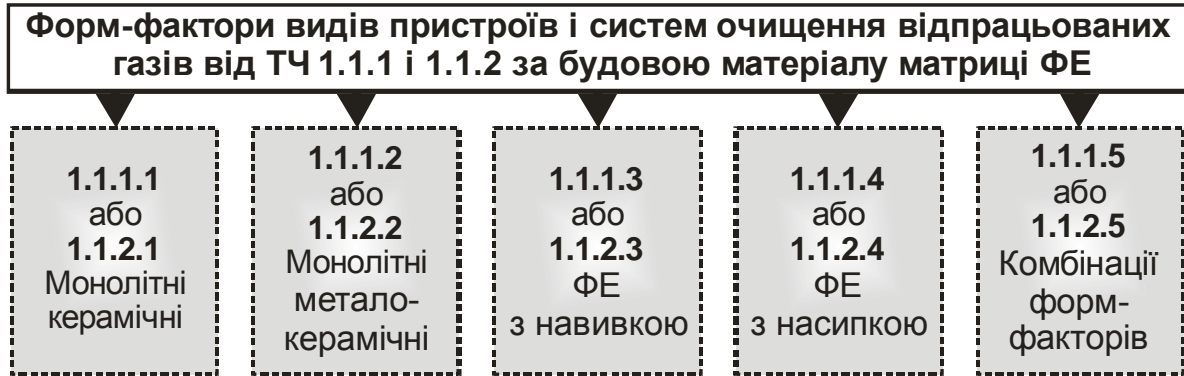 Форм-фактори видів пристроїв і систем очищення відпрацьованих
газів від ТЧ 1.1.1 і 1.1.2 за будовою матеріалу матриці ФЕ
1.1.1.1
або
1.1.2.1
Монолітні
керамічні
1.1.1.2
або
1.1.2.2
Монолітні
метало-
керамічні
1.1.1.3
або
1.1.2.3
ФЕ
з навивкою
1.1.1.4
або
1.1.2.4
ФЕ
з насипкою
1.1.1.5
або
1.1.2.5
Комбінації
форм-
факторів